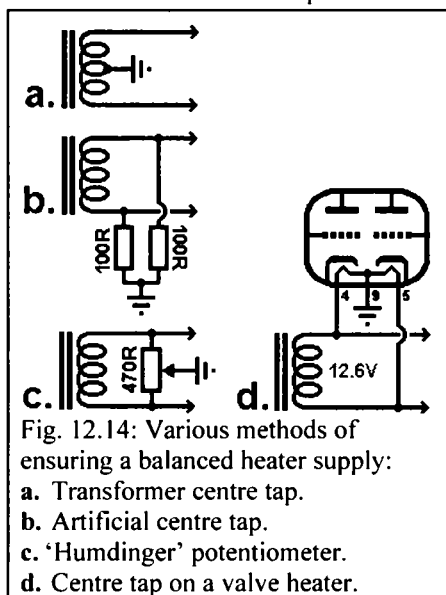 a.
b.
100R
100R
c.
470R
d.
4 9 5
12.6V
Fig. 12.14: Various methods of
ensuring a balanced heater supply:
a. Transformer centre tap.
b. Artificial centre tap.
c. 'Humdinger' potentiometer.
d. Centre tap on a valve heater.